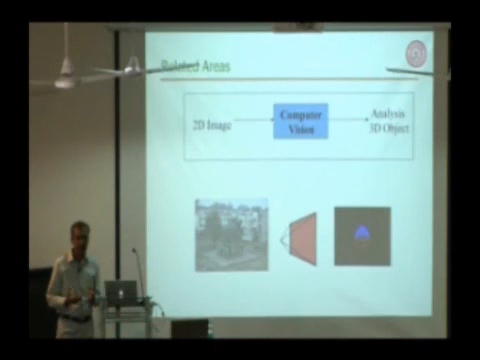 Related Areas
2D Image
Computer
Vision
Analysis
3D Object